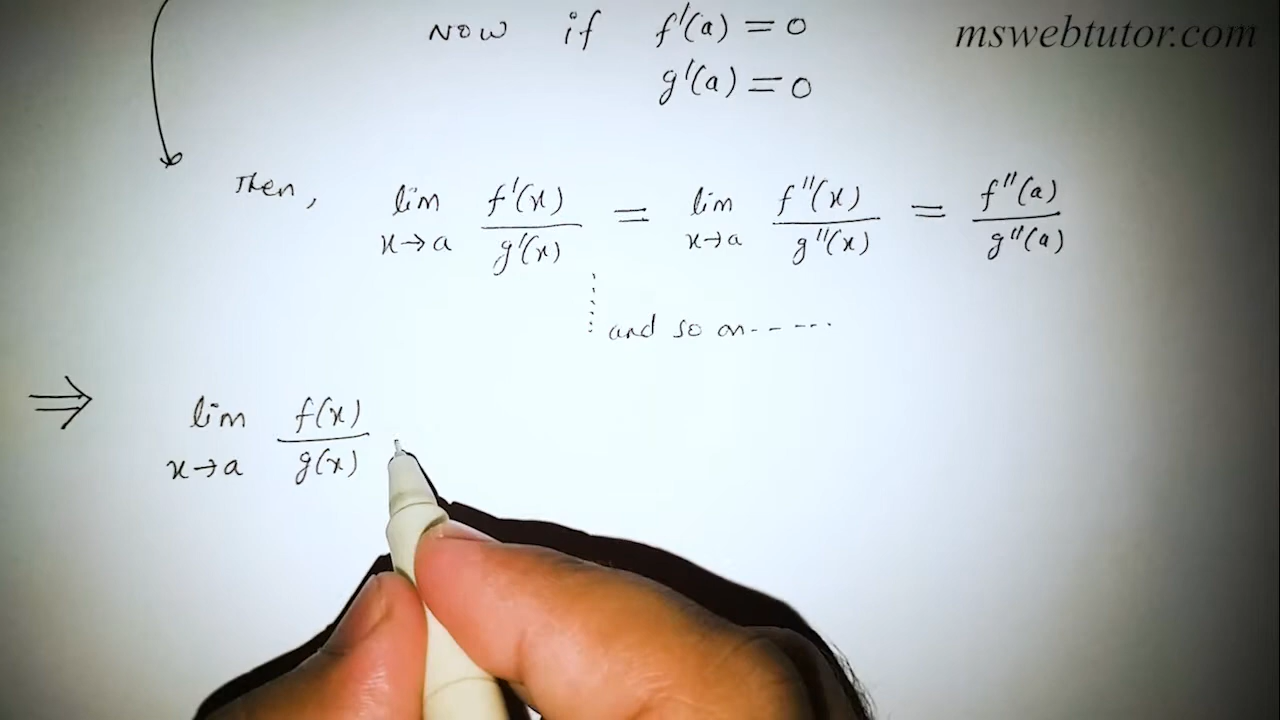 mswebtutor.com
Now if f'(a) = 0
g'(a) = 0
Then, lim x→a f'(x)/g'(x) = lim x→a f''(x)/g''(x) = f''(a)/g''(a)
and so on-----
⇒ lim x→a f(x)/g(x)